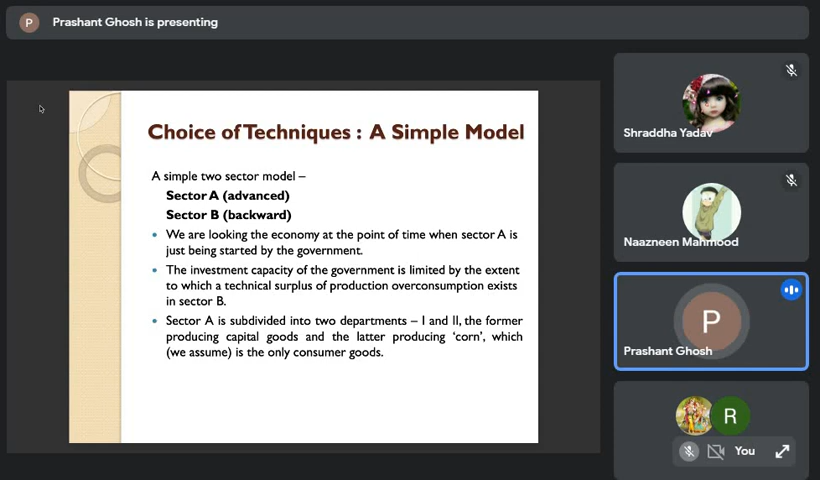 P Prashant Ghosh is presenting
Choice of Techniques : A Simple Model
A simple two sector model –
Sector A (advanced)
Sector B (backward)
• We are looking the economy at the point of time when sector A is
just being started by the government.
• The investment capacity of the government is limited by the extent
to which a technical surplus of production overconsumption exists
in sector B.
• Sector A is subdivided into two departments – I and II, the former
producing capital goods and the latter producing ‘corn’, which
(we assume) is the only consumer goods.
Shraddha Yadav
Naazneen Mahmood
P
Prashant Ghosh
R
You